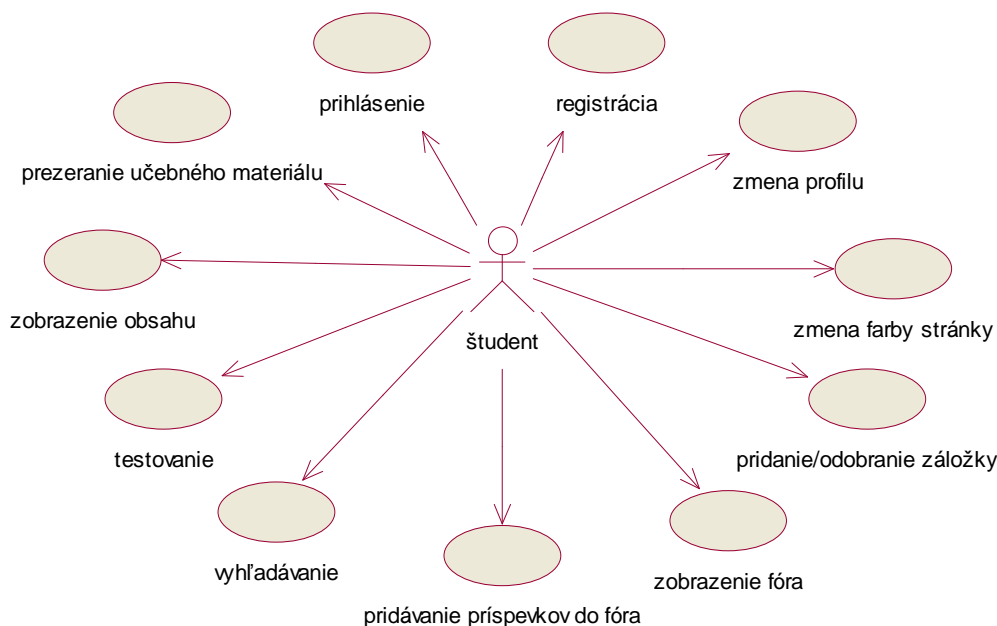 prihlásenie
registrácia
prezeranie učebného materiálu
zmena profilu
zobrazenie obsahu
zmena farby stránky
študent
testovanie
pridanie/odobranie záložky
vyhľadávanie
zobrazenie fóra
pridávanie príspevkov do fóra